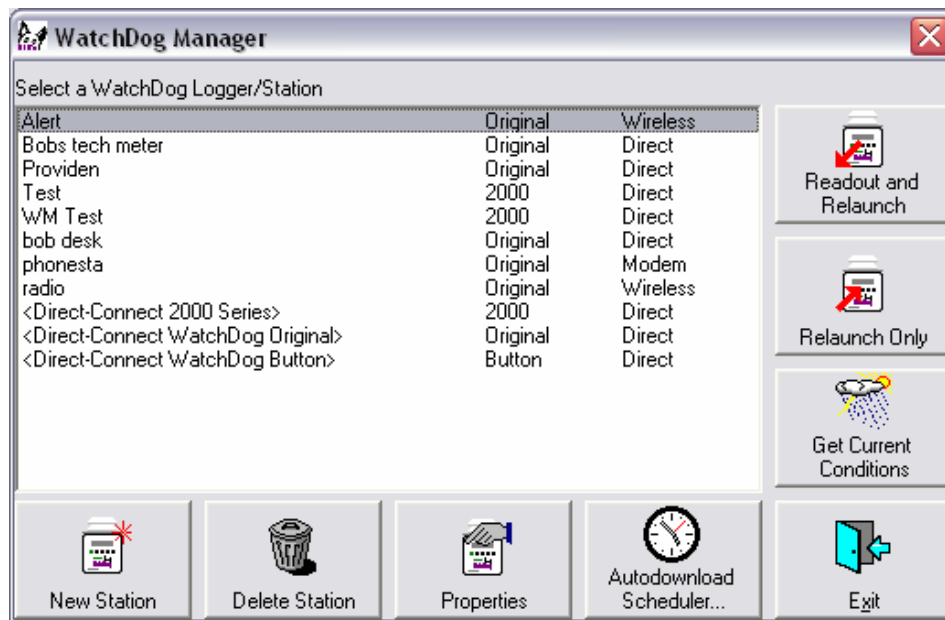 WatchDog Manager
Select a WatchDog Logger/Station
Alert Original Wireless
Bobs tech meter Original Direct
Providen Original Direct
Test 2000 Direct
WM Test 2000 Direct
bob desk Original Direct
phonesta Original Modem
radio Original Wireless
<Direct-Connect 2000 Series> 2000 Direct
<Direct-Connect WatchDog Original> Original Direct
<Direct-Connect WatchDog Button> Button Direct
Readout and
Relaunch
Relaunch Only
Get Current
Conditions
New Station
Delete Station
Properties
Autodownload
Scheduler...
Exit